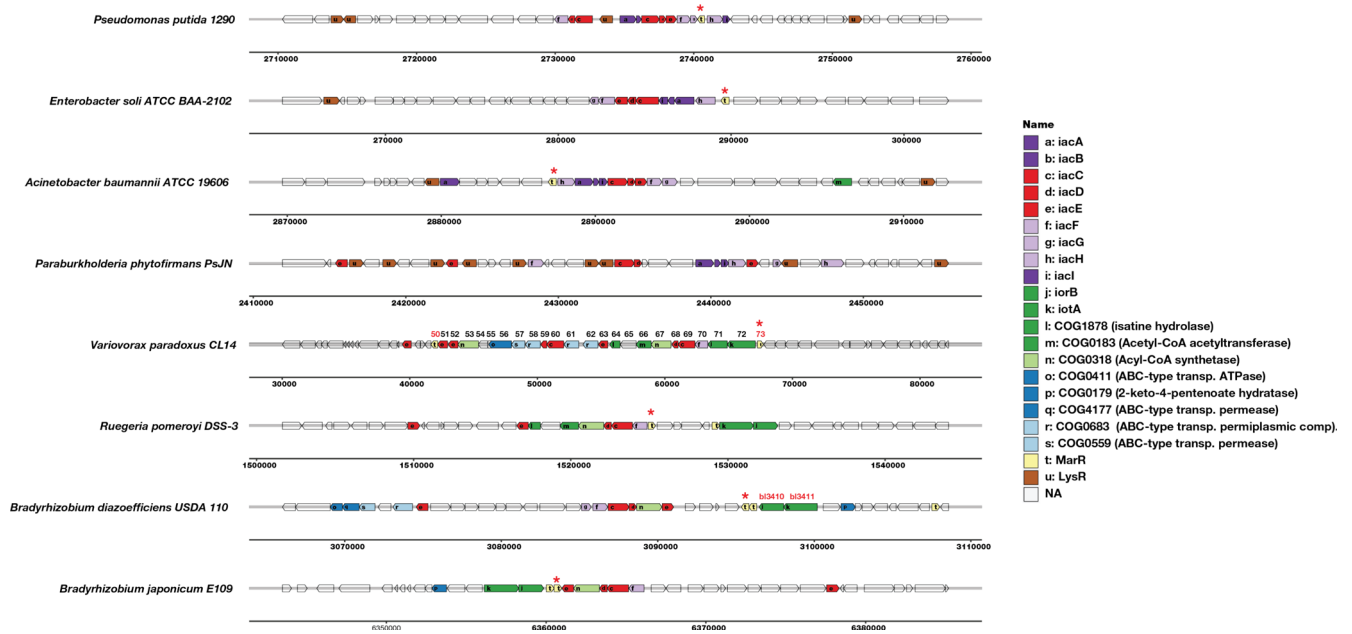 Pseudomonas putida 1290
*
2710000 2720000 2730000 2740000 2750000 2760000
Enterobacter soli ATCC BAA-2102
*
270000 280000 290000 300000
Acinetobacter baumannii ATCC 19606
*
2870000 2880000 2890000 2900000 2910000
Paraburkholderia phytofirmans PsJN
2410000 2420000 2430000 2440000 2450000
*
50 51 52 53 54 55 56 57 58 59 60 61 62 63 64 65 66 67 68 69 70 71 72 73
Variovorax paradoxus CL14
30000 40000 50000 60000 70000 80000
*
Ruegeria pomeroyi DSS-3
1500000 1510000 1520000 1530000 1540000
* bl3410 bl3411
Bradyrhizobium diazoefficiens USDA 110
3070000 3080000 3090000 3100000 3110000
*
Bradyrhizobium japonicum E109
6350000 6360000 6370000 6380000
Name
a: iacA
b: iacB
c: iacC
d: iacD
e: iacE
f: iacF
g: iacG
h: iacH
i: iacI
j: iorB
k: iotA
l: COG1878 (isatine hydrolase)
m: COG0183 (Acetyl-CoA acetyltransferase)
n: COG0318 (Acyl-CoA synthetase)
o: COG0411 (ABC-type transp. ATPase)
p: COG0179 (2-keto-4-pentenoate hydratase)
q: COG4177 (ABC-type transp. permease)
r: COG0683 (ABC-type transp. permiplasmic comp).
s: COG0559 (ABC-type transp. permease)
t: MarR
u: LysR
NA